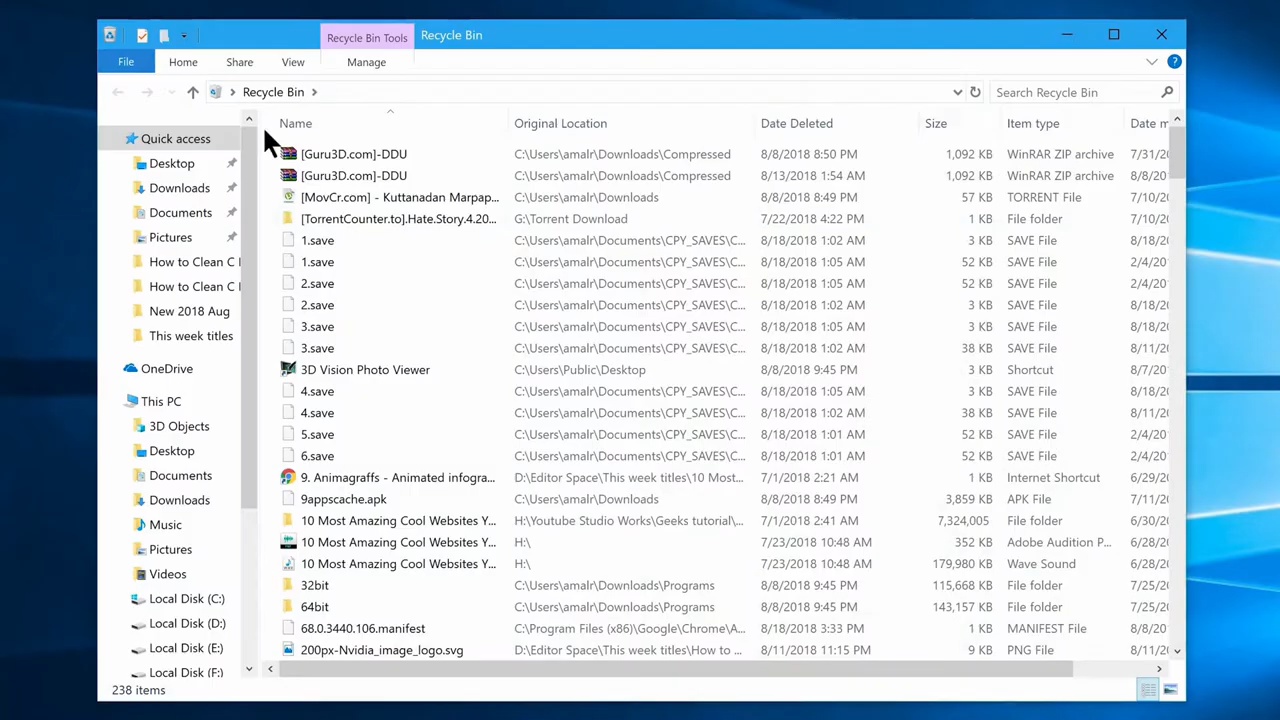 Recycle Bin Tools Recycle Bin
File Home Share View Manage
Recycle Bin Search Recycle Bin
Name Original Location Date Deleted Size Item type Date m
Quick access
Desktop
Downloads
Documents
Pictures
How to Clean C
How to Clean C
New 2018 Aug
This week titles
OneDrive
This PC
3D Objects
Desktop
Documents
Downloads
Music
Pictures
Videos
Local Disk (C:)
Local Disk (D:)
Local Disk (E:)
Local Disk (F:)
[Guru3D.com]-DDU C:\Users\amalr\Downloads\Compressed 8/8/2018 8:50 PM 1,092 KB WinRAR ZIP archive 7/31/20
[Guru3D.com]-DDU C:\Users\amalr\Downloads\Compressed 8/13/2018 1:54 AM 1,092 KB WinRAR ZIP archive 8/8/201
[MovCr.com] - Kuttanadan Marpap... C:\Users\amalr\Downloads 8/8/2018 8:49 PM 57 KB TORRENT File 7/10/20
[TorrentCounter.to].Hate.Story.4.20... G:\Torrent Download 7/22/2018 4:22 PM 1 KB File folder 7/10/20
1.save C:\Users\amalr\Documents\CPY_SAVES\C... 8/18/2018 1:02 AM 3 KB SAVE File 8/18/20
1.save C:\Users\amalr\Documents\CPY_SAVES\C... 8/18/2018 1:05 AM 52 KB SAVE File 2/4/201
2.save C:\Users\amalr\Documents\CPY_SAVES\C... 8/18/2018 1:05 AM 52 KB SAVE File 2/4/201
2.save C:\Users\amalr\Documents\CPY_SAVES\C... 8/18/2018 1:02 AM 3 KB SAVE File 8/18/20
3.save C:\Users\amalr\Documents\CPY_SAVES\C... 8/18/2018 1:05 AM 3 KB SAVE File 8/18/20
3.save C:\Users\amalr\Documents\CPY_SAVES\C... 8/18/2018 1:02 AM 38 KB SAVE File 8/11/20
3D Vision Photo Viewer C:\Users\Public\Desktop 8/8/2018 9:45 PM 3 KB Shortcut 8/7/201
4.save C:\Users\amalr\Documents\CPY_SAVES\C... 8/18/2018 1:05 AM 3 KB SAVE File 8/18/20
4.save C:\Users\amalr\Documents\CPY_SAVES\C... 8/18/2018 1:02 AM 38 KB SAVE File 8/11/20
5.save C:\Users\amalr\Documents\CPY_SAVES\C... 8/18/2018 1:01 AM 52 KB SAVE File 2/4/201
6.save C:\Users\amalr\Documents\CPY_SAVES\C... 8/18/2018 1:01 AM 52 KB SAVE File 2/4/201
9. Animagraffs - Animated infogra... D:\Editor Space\This week titles\10 Most... 7/1/2018 2:21 AM 1 KB Internet Shortcut 6/29/20
9appscache.apk C:\Users\amalr\Downloads 8/8/2018 8:49 PM 3,859 KB APK File 7/11/20
10 Most Amazing Cool Websites Y... H:\Youtube Studio Works\Geeks tutorial\... 7/1/2018 2:41 AM 7,324,005 File folder 6/30/20
10 Most Amazing Cool Websites Y... H:\ 7/23/2018 10:48 AM 352 KB Adobe Audition P... 6/28/20
10 Most Amazing Cool Websites Y... H:\ 7/23/2018 10:48 AM 179,980 KB Wave Sound 6/28/20
32bit C:\Users\amalr\Downloads\Programs 8/8/2018 9:45 PM 115,668 KB File folder 7/25/20
64bit C:\Users\amalr\Downloads\Programs 8/8/2018 9:45 PM 143,157 KB File folder 7/25/20
68.0.3440.106.manifest C:\Program Files (x86)\Google\Chrome\A... 8/18/2018 3:33 PM 1 KB MANIFEST File 8/8/201
200px-Nvidia_image_logo.svg D:\Editor Space\This week titles\How to ... 8/11/2018 11:15 PM 9 KB PNG File 8/11/20
238 items